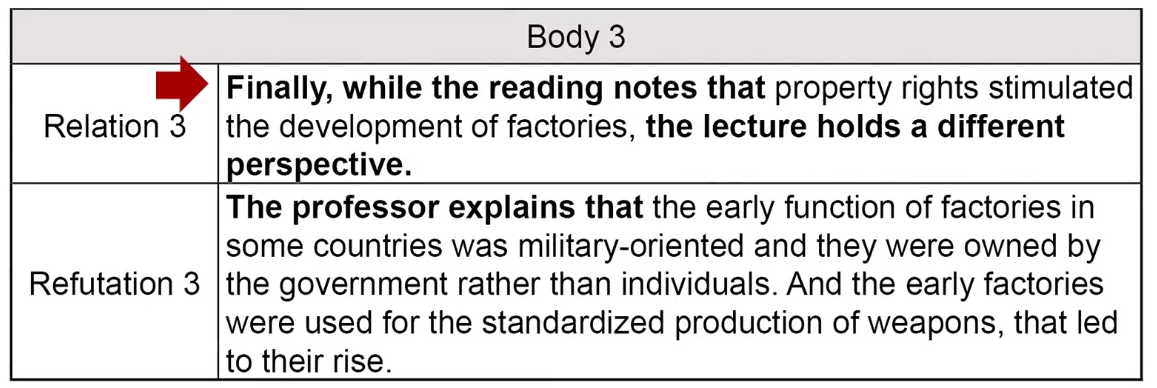 Body 3
Relation 3
Finally, while the reading notes that property rights stimulated
the development of factories, the lecture holds a different
perspective.
Refutation 3
The professor explains that the early function of factories in
some countries was military-oriented and they were owned by
the government rather than individuals. And the early factories
were used for the standardized production of weapons, that led
to their rise.